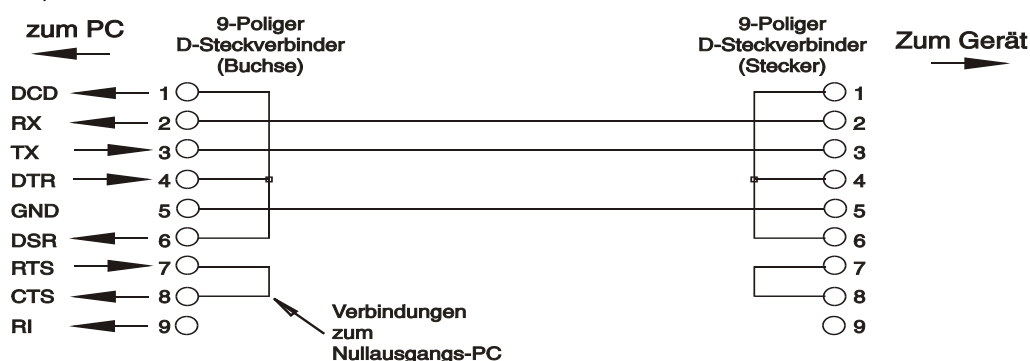 zum PC
9-Poliger
D-Steckverbinder
(Buchse)
9-Poliger
D-Steckverbinder
(Stecker)
Zum Gerät
DCD 1 1
RX 2 2
TX 3 3
DTR 4 4
GND 5 5
DSR 6 6
RTS 7 7
CTS 8 8
RI 9 9
Verbindungen
zum
Nullausgangs-PC